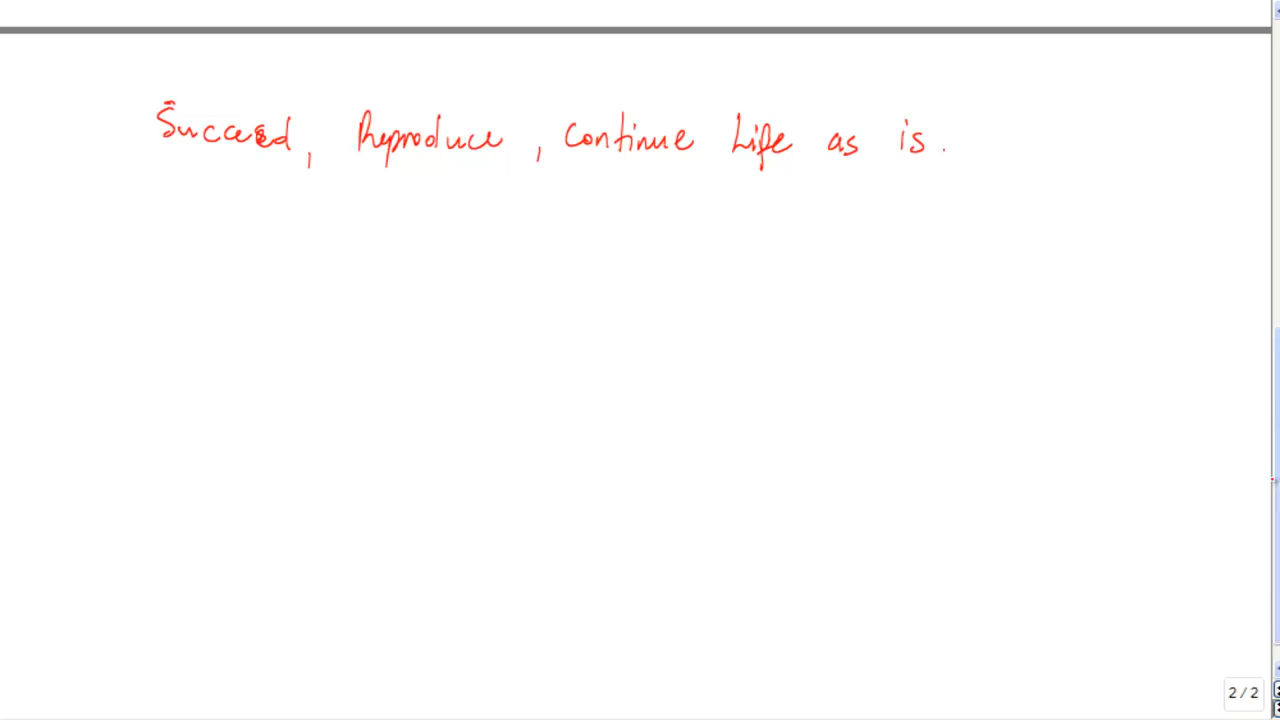 Succeed, Reproduce, continue Life as is.
2 / 2